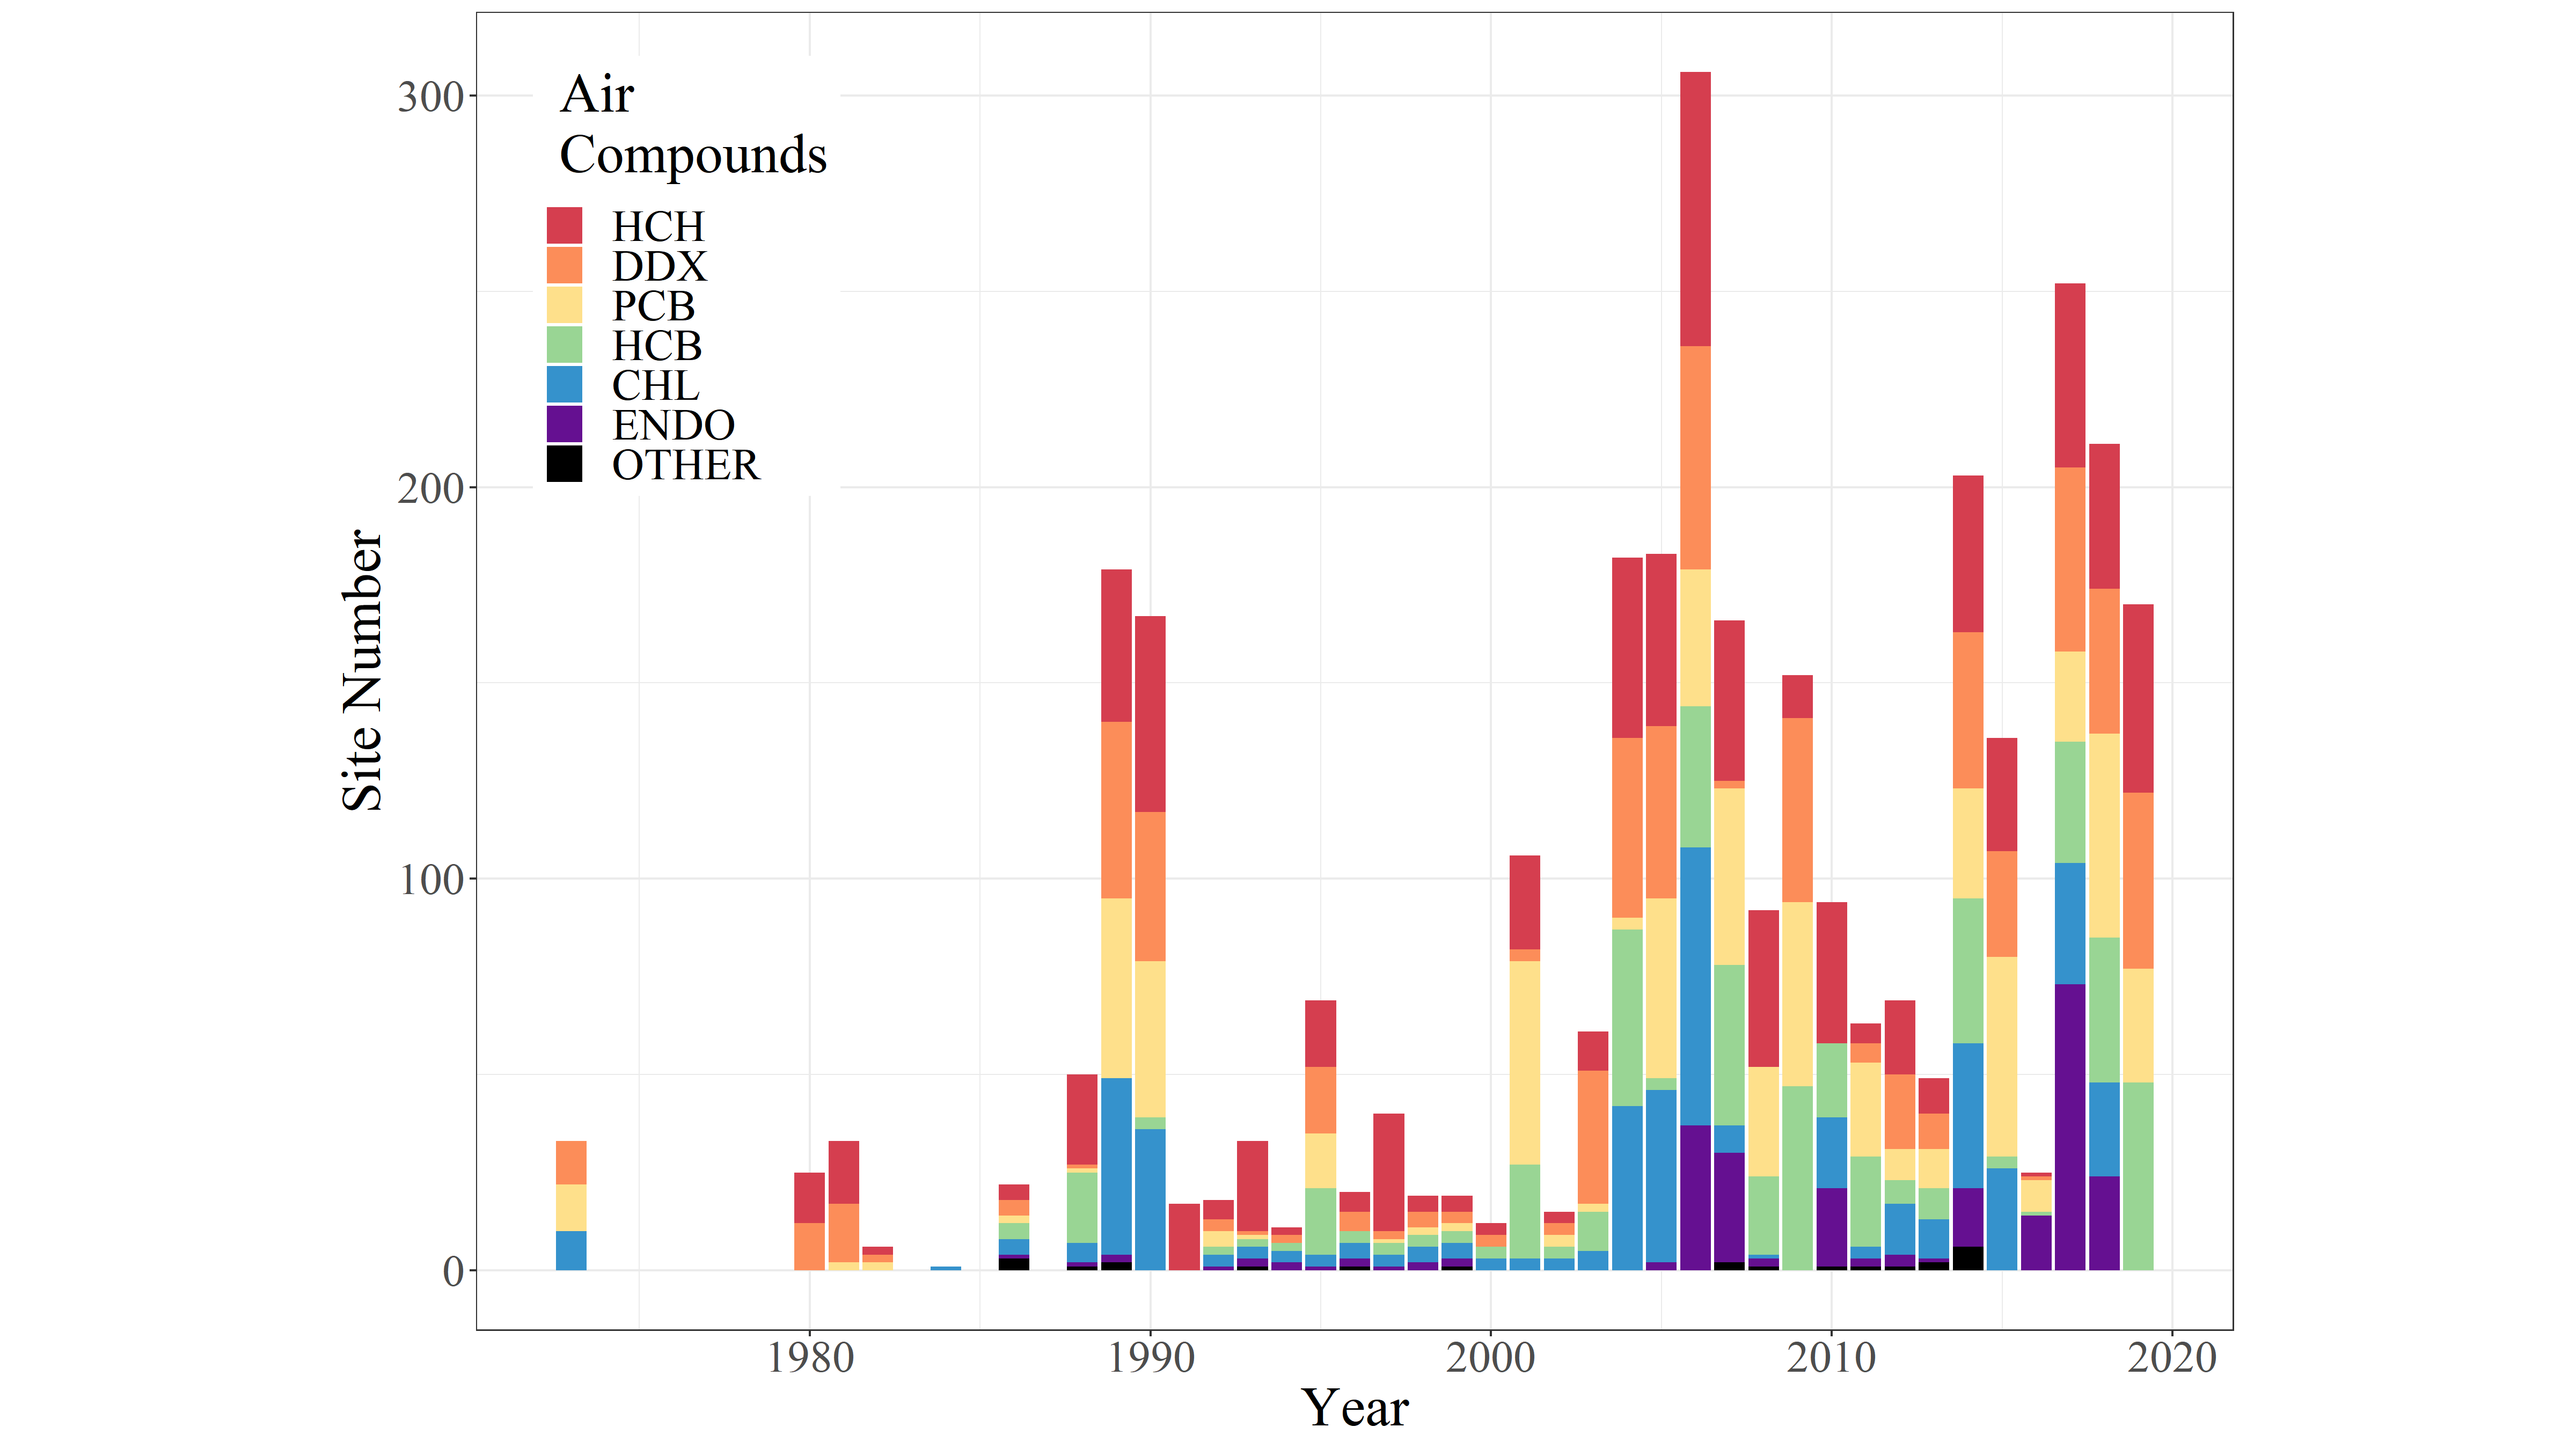 Air
Compounds
HCH
DDX
PCB
HCB
CHL
ENDO
OTHER
Site Number
300
200
100
0
1980 1990 2000 2010 2020
Year